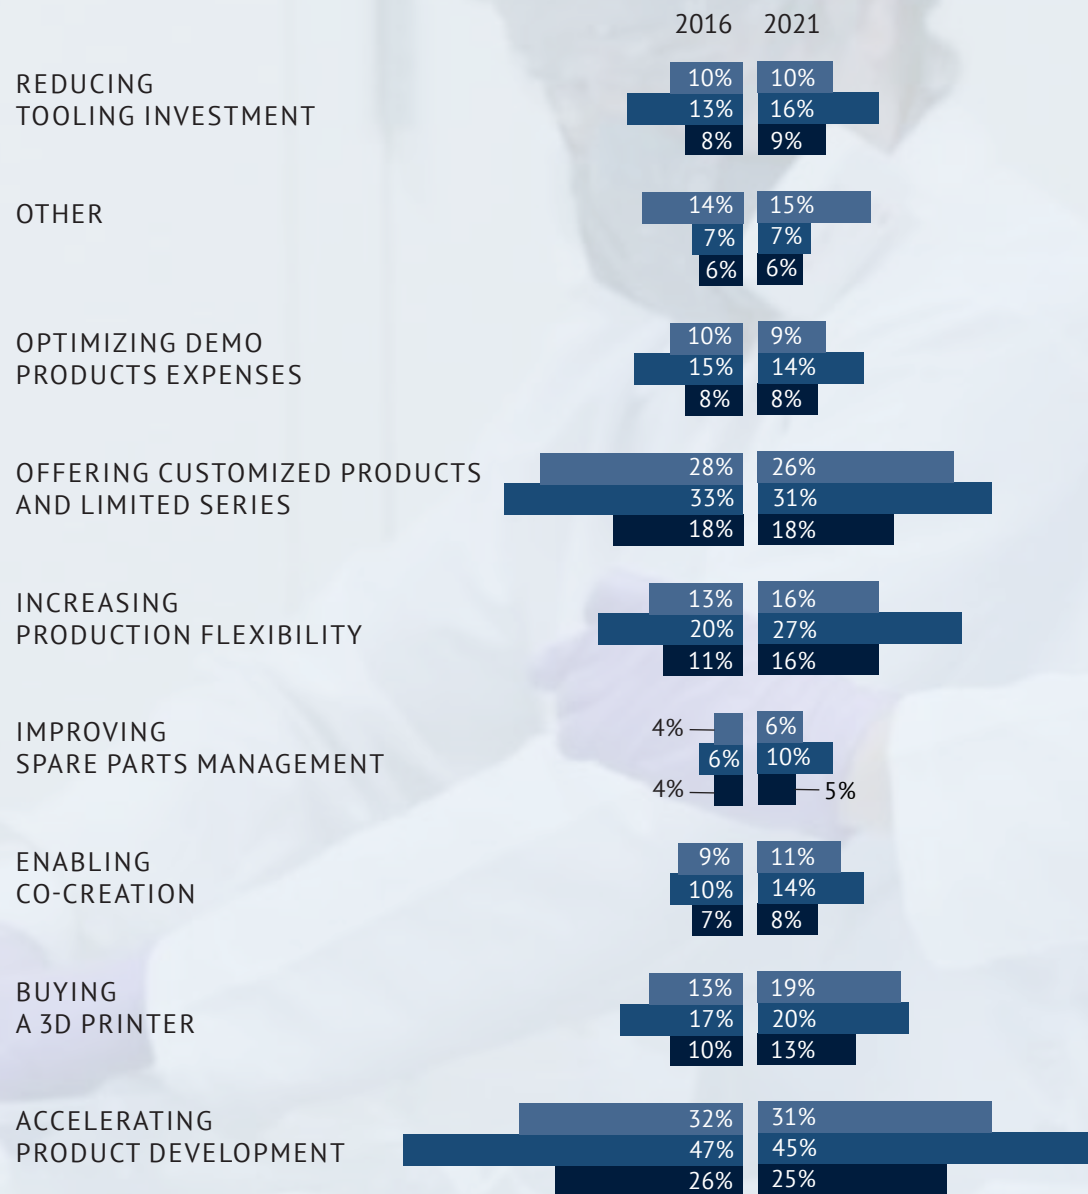 2016 2021
REDUCING
TOOLING INVESTMENT
10% 10%
13% 16%
8% 9%
OTHER
14% 15%
7% 7%
6% 6%
OPTIMIZING DEMO
PRODUCTS EXPENSES
10% 9%
15% 14%
8% 8%
OFFERING CUSTOMIZED PRODUCTS
AND LIMITED SERIES
28% 26%
33% 31%
18% 18%
INCREASING
PRODUCTION FLEXIBILITY
13% 16%
20% 27%
11% 16%
IMPROVING
SPARE PARTS MANAGEMENT
4% 6%
6% 10%
4% 5%
ENABLING
CO-CREATION
9% 11%
10% 14%
7% 8%
BUYING
A 3D PRINTER
13% 19%
17% 20%
10% 13%
ACCELERATING
PRODUCT DEVELOPMENT
32% 31%
47% 45%
26% 25%